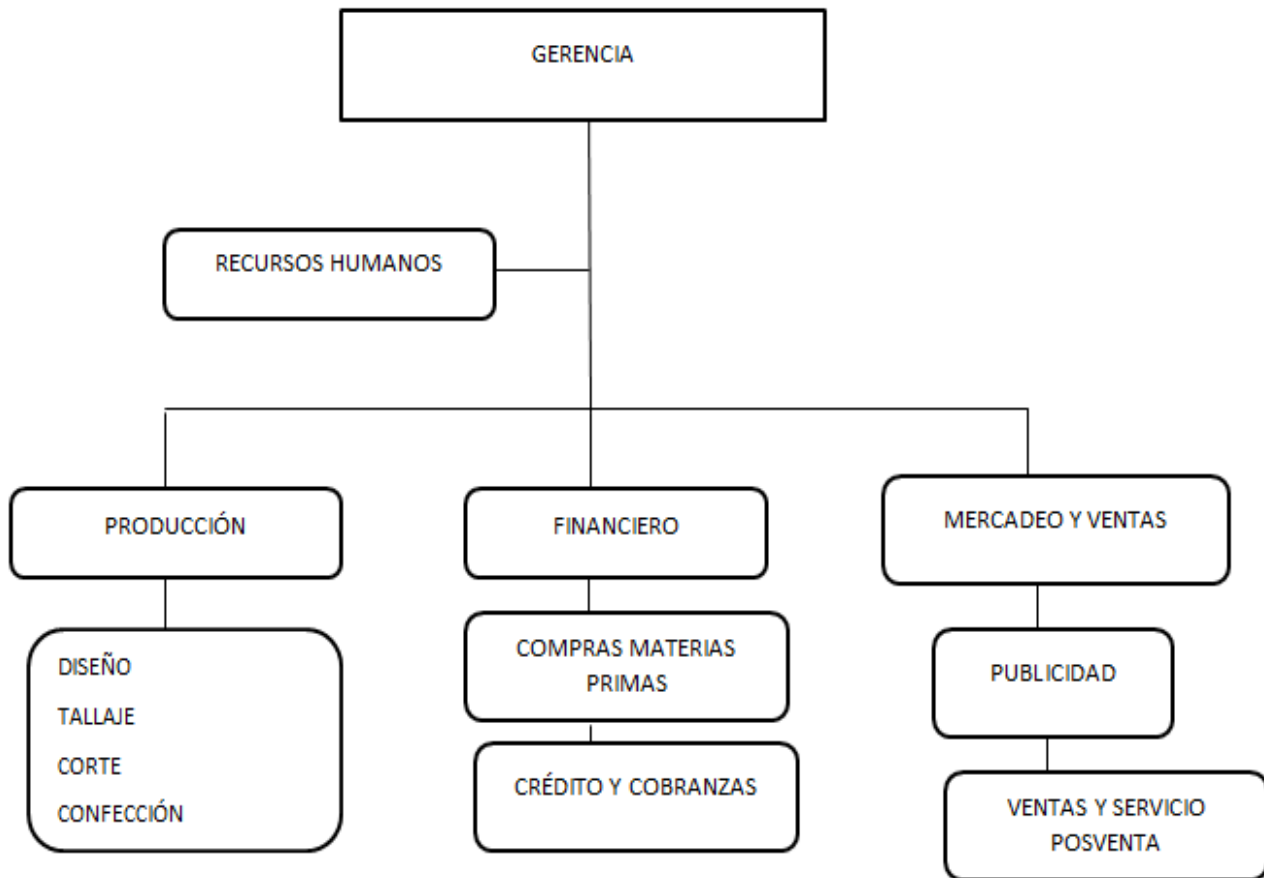 GERENCIA
RECURSOS HUMANOS
PRODUCCIÓN
FINANCIERO
MERCADEO Y VENTAS
DISEÑO
TALLAJE
CORTE
CONFECCIÓN
COMPRAS MATERIAS
PRIMAS
CRÉDITO Y COBRANZAS
PUBLICIDAD
VENTAS Y SERVICIO
POSVENTA